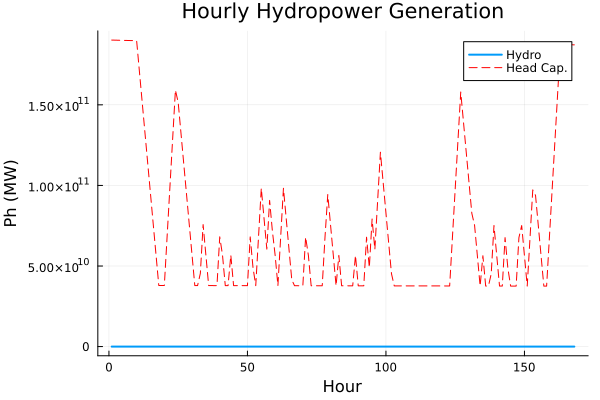 Hourly Hydropower Generation
Hydro
Head Cap.
Ph (MW)
1.50×10¹¹
1.00×10¹¹
5.00×10¹⁰
0
0
50
100
150
Hour